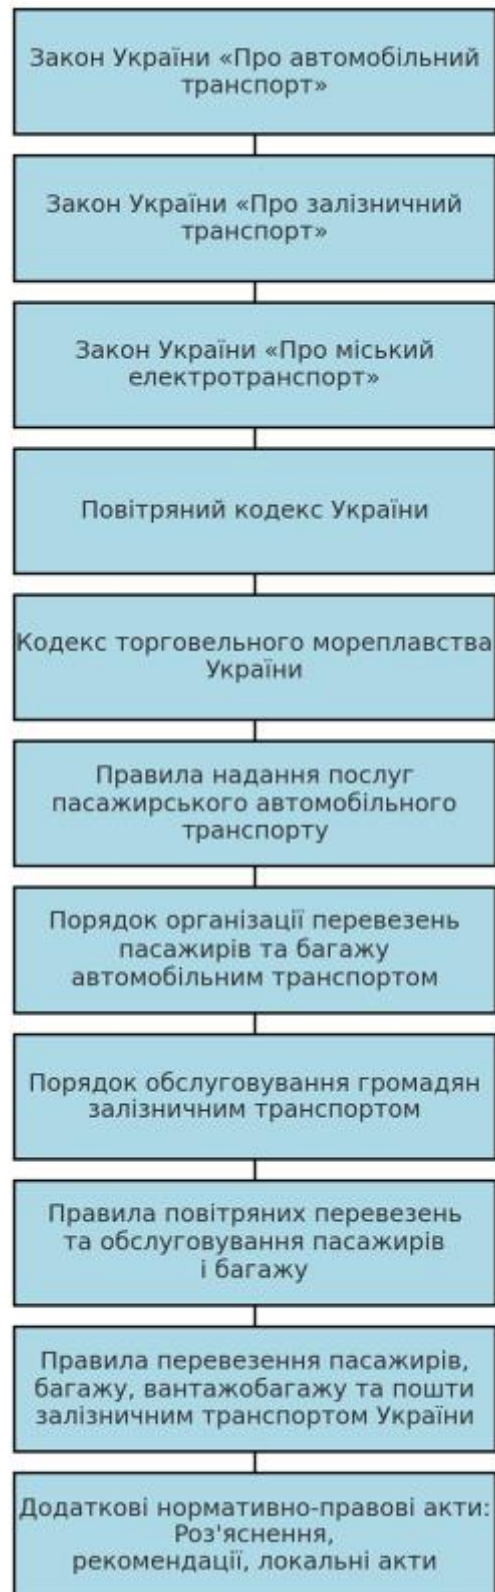 Закон України «Про автомобільний
транспорт»
Закон України «Про залізничний
транспорт»
Закон України «Про міський
електротранспорт»
Повітряний кодекс України
Кодекс торговельного мореплавства
України
Правила надання послуг
пасажирського автомобільного
транспорту
Порядок організації перевезень
пасажирів та багажу
автомобільним транспортом
Порядок обслуговування громадян
залізничним транспортом
Правила повітряних перевезень
та обслуговування пасажирів
і багажу
Правила перевезення пасажирів,
багажу, вантажобагажу та пошти
залізничним транспортом України
Додаткові нормативно-правові акти:
Роз'яснення,
рекомендації, локальні акти